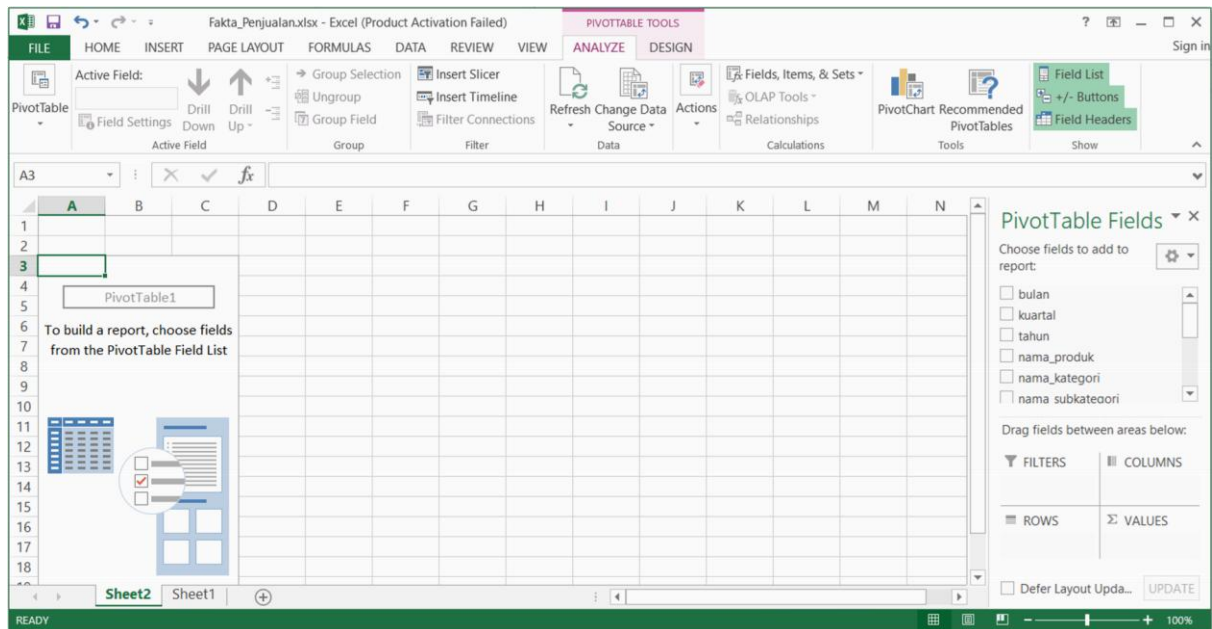 Fakta_Penjualan.xlsx - Excel (Product Activation Failed)
PIVOTTABLE TOOLS
FILE HOME INSERT PAGE LAYOUT FORMULAS DATA REVIEW VIEW ANALYZE DESIGN Sign in
PivotTable
Active Field:
Field Settings
Drill Down
Drill Up
Active Field
Group Selection
Ungroup
Group Field
Group
Insert Slicer
Insert Timeline
Filter Connections
Filter
Refresh
Change Data Source
Data
Actions
Fields, Items, & Sets
OLAP Tools
Relationships
Calculations
PivotChart
Recommended PivotTables
Tools
Field List
+/- Buttons
Field Headers
Show
A3
fx
A B C D E F G H I J K L M N
1
2
3
4
5
6
7
8
9
10
11
12
13
14
15
16
17
18
PivotTable1
To build a report, choose fields
from the PivotTable Field List
PivotTable Fields
Choose fields to add to
report:
bulan
kuartal
tahun
nama_produk
nama_kategori
nama_subkategori
Drag fields between areas below:
FILTERS
COLUMNS
ROWS
Σ VALUES
Defer Layout Upda...
UPDATE
Sheet2
Sheet1
READY
100%